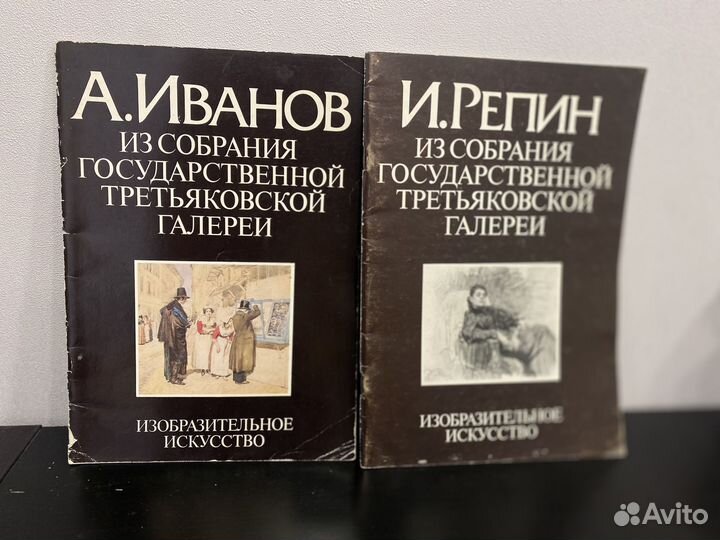 А.ИВАНОВ
ИЗ СОБРАНИЯ
ГОСУДАРСТВЕННОЙ
ТРЕТЬЯКОВСКОЙ
ГАЛЕРЕИ
ИЗОБРАЗИТЕЛЬНОЕ
ИСКУССТВО
И.РЕПИН
ИЗ СОБРАНИЯ
ГОСУДАРСТВЕННОЙ
ТРЕТЬЯКОВСКОЙ
ГАЛЕРЕИ
ИЗОБРАЗИТЕЛЬНОЕ
ИСКУССТВО
Avito